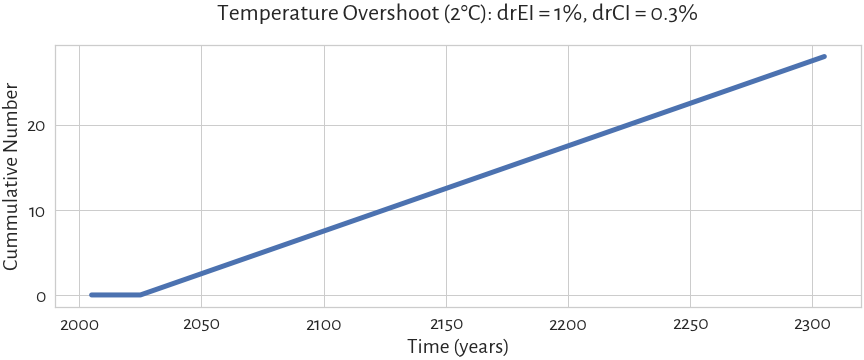 Temperature Overshoot (2°C): drEI = 1%, drCI = 0.3%
Cummulative Number
20
10
0
2000 2050 2100 2150 2200 2250 2300
Time (years)